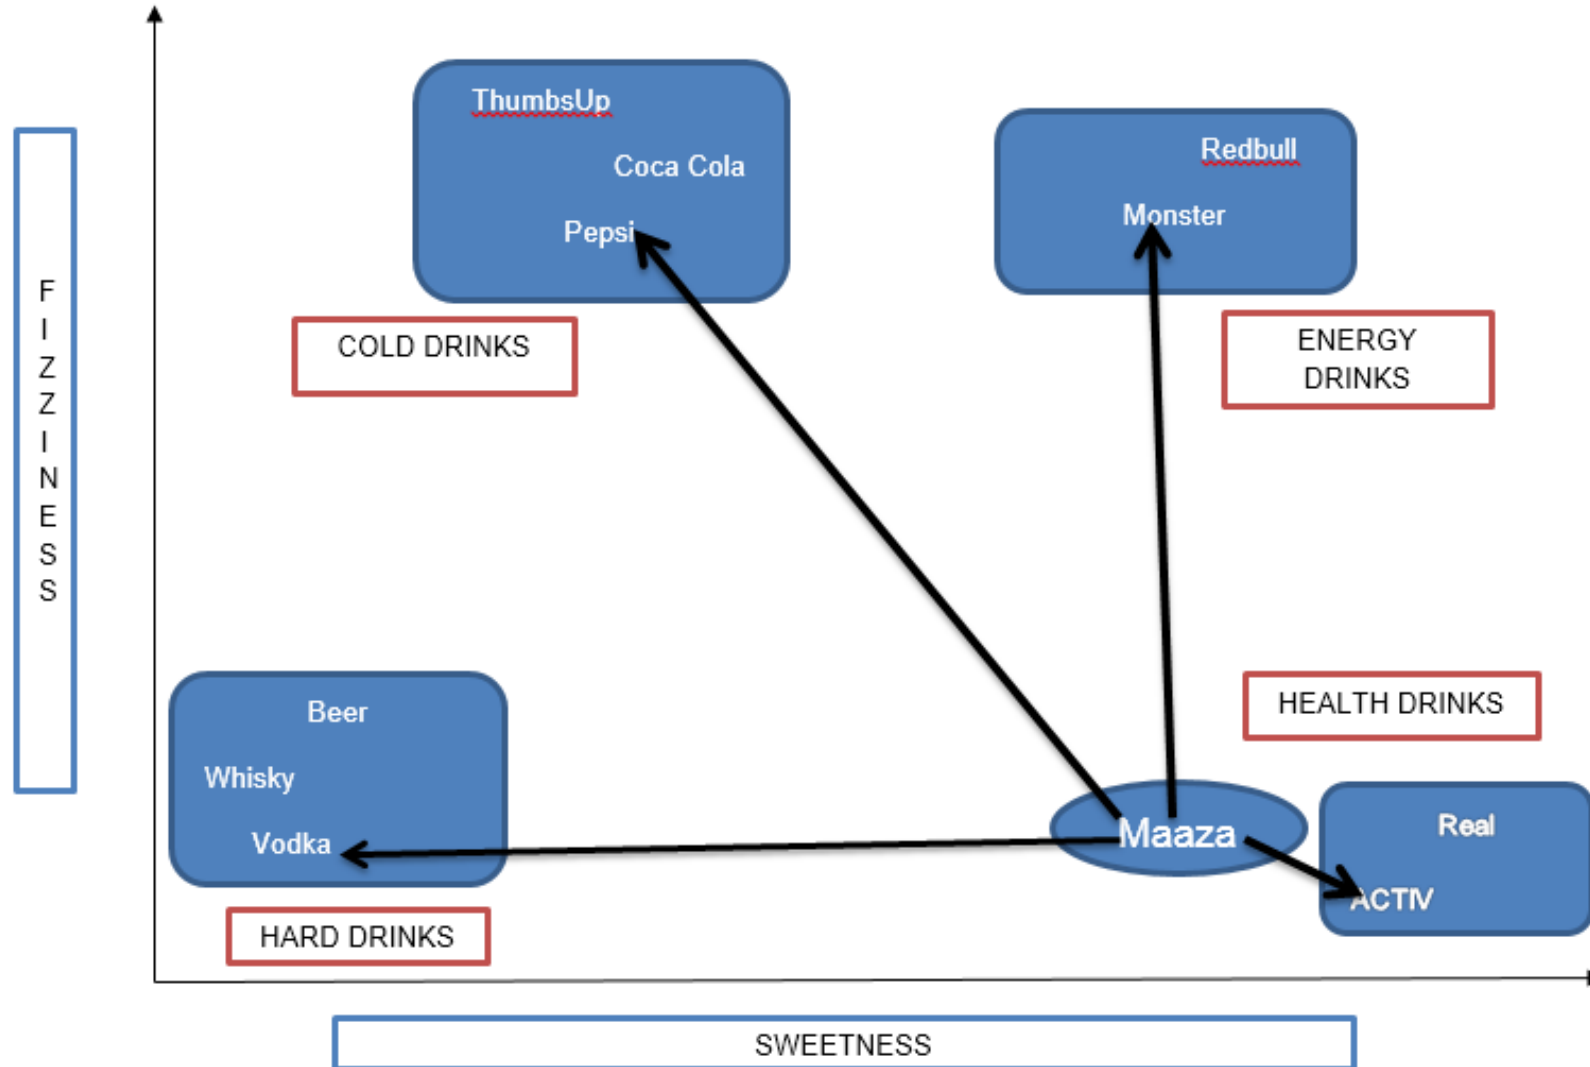 ThumbsUp
Coca Cola
Pepsi
Redbull
Monster
COLD DRINKS
ENERGY
DRINKS
FIZZINESS
Beer
Whisky
Vodka
HARD DRINKS
HEALTH DRINKS
Maaza
Real
ACTIV
SWEETNESS